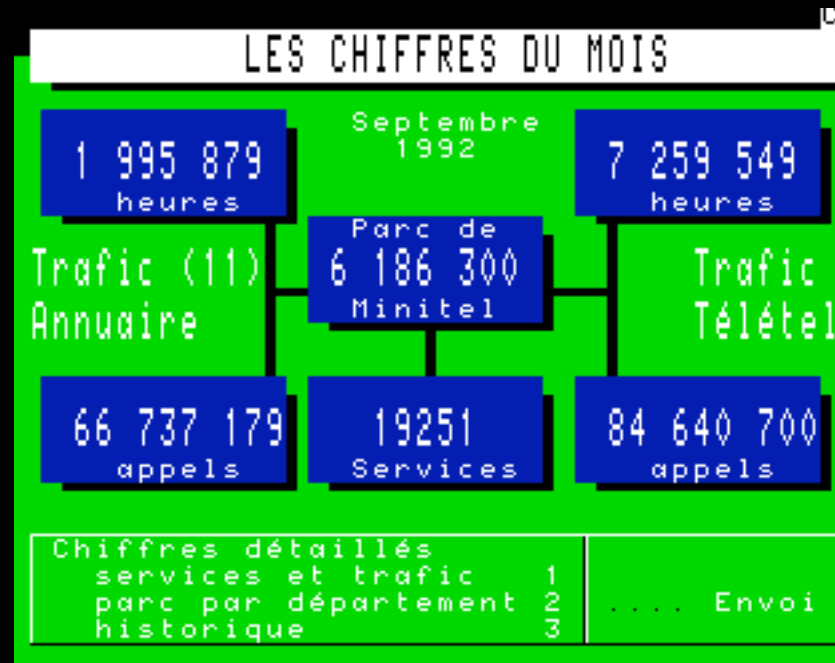 C
LES CHIFFRES DU MOIS
Septembre
1992
1 995 879
heures
7 259 549
heures
Parc de
6 186 300
Minitel
Trafic (11)
Annuaire
Trafic
Télétel
66 737 179
appels
19251
Services
84 640 700
appels
Chiffres détaillés
services et trafic 1
parc par département 2
historique 3
.... Envoi